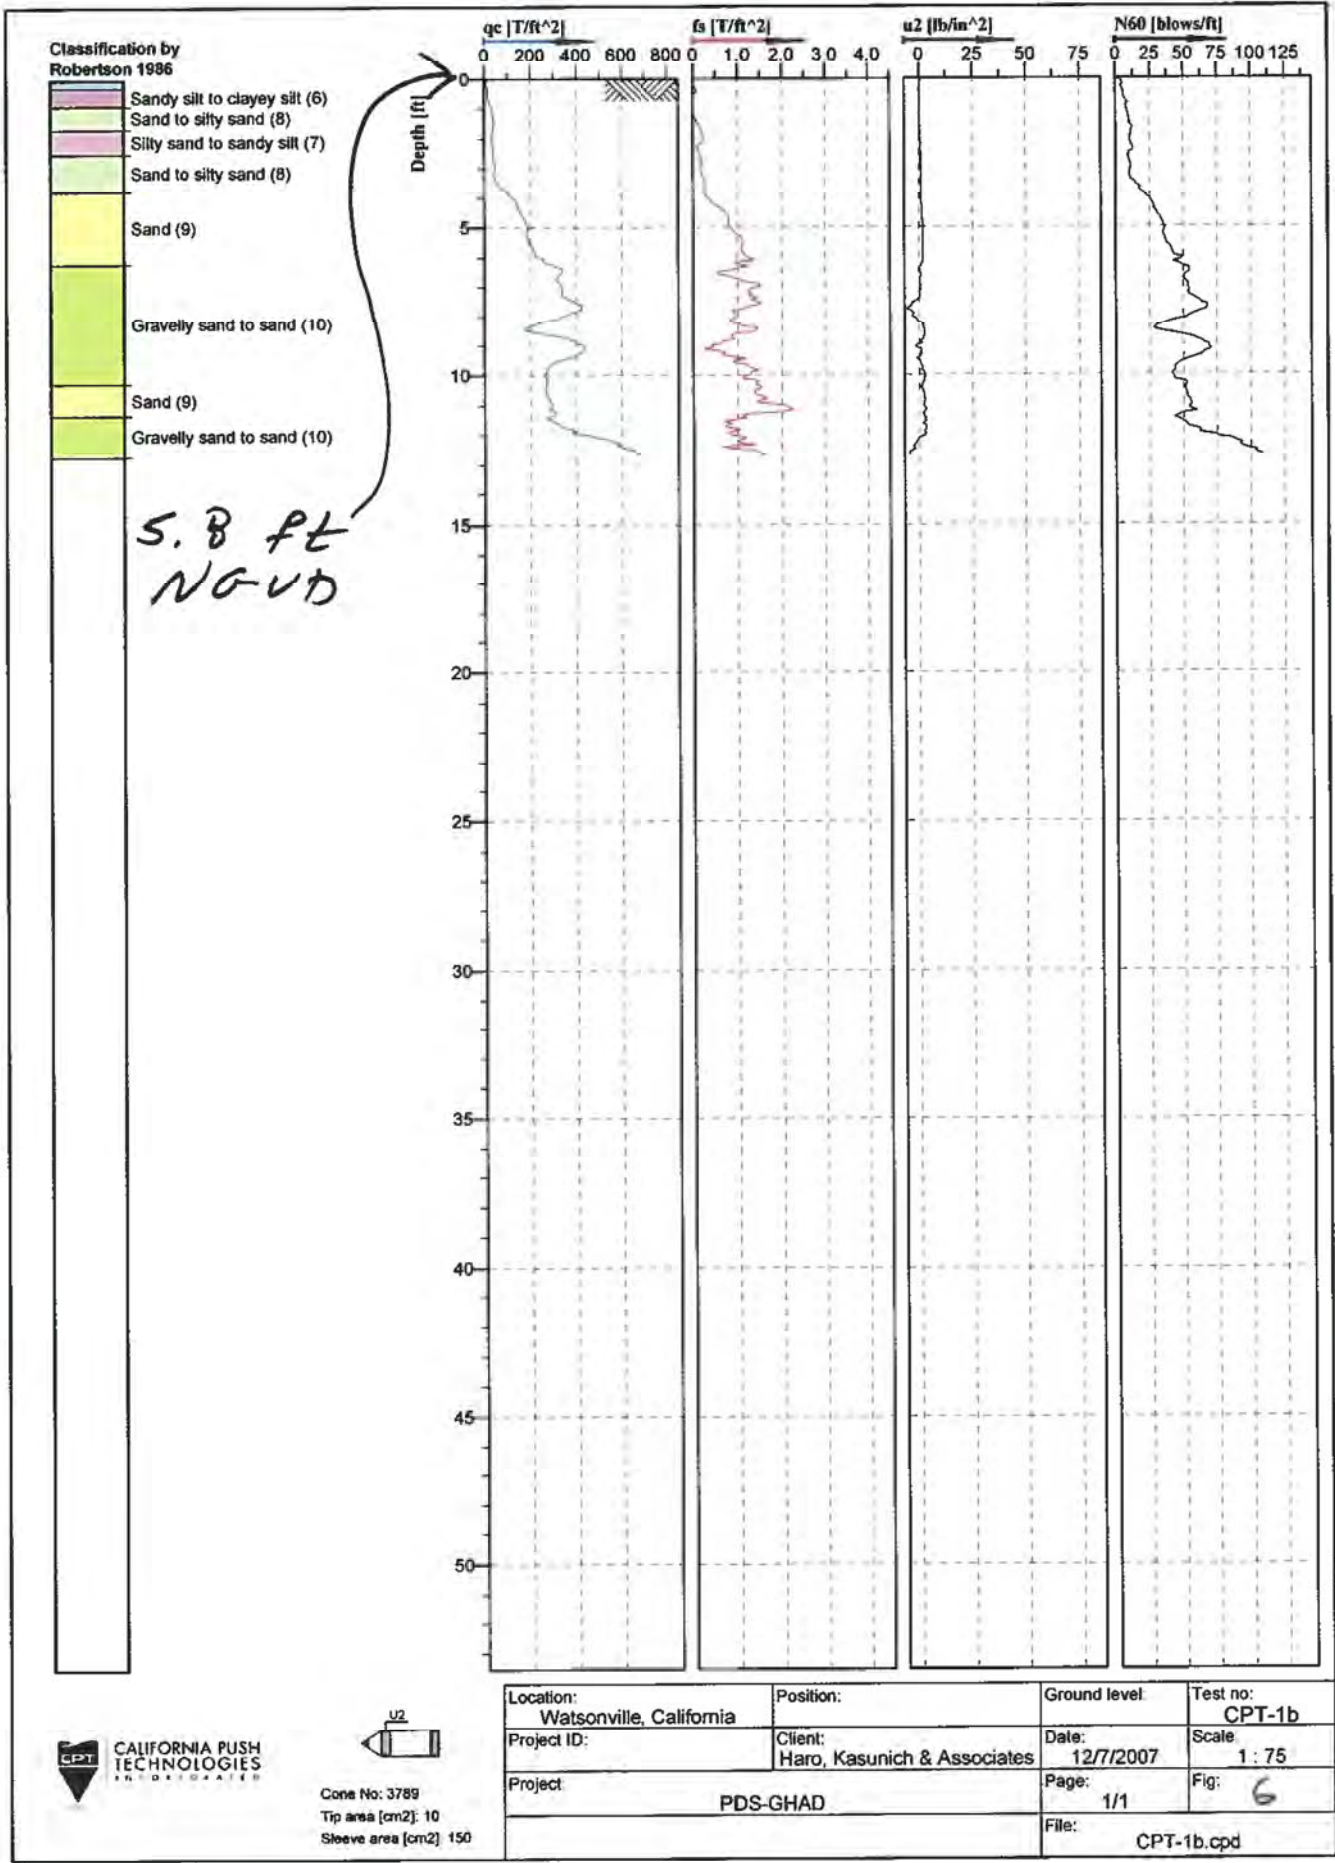 Classification by
Robertson 1986
Sandy silt to clayey silt (6)
Sand to silty sand (8)
Silty sand to sandy silt (7)
Sand to silty sand (8)
Sand (9)
Gravelly sand to sand (10)
Sand (9)
Gravelly sand to sand (10)
5.8 ft
NGVD
qc [T/ft^2]
0 200 400 600 800
fs [T/ft^2]
0 1.0 2.0 3.0 4.0
u2 [lb/in^2]
0 25 50 75
N60 [blows/ft]
0 25 50 75 100 125
Depth [ft]
0
5
10
15
20
25
30
35
40
45
50
CPT
CALIFORNIA PUSH
TECHNOLOGIES
INCORPORATED
U2
Cone No: 3789
Tip area [cm2]: 10
Sleeve area [cm2] 150
Location:
Watsonville, California
Position:
Ground level:
Test no:
CPT-1b
Project ID:
Client:
Haro, Kasunich & Associates
Date:
12/7/2007
Scale
1 : 75
Project
PDS-GHAD
Page:
1/1
Fig:
6
File:
CPT-1b.cpd